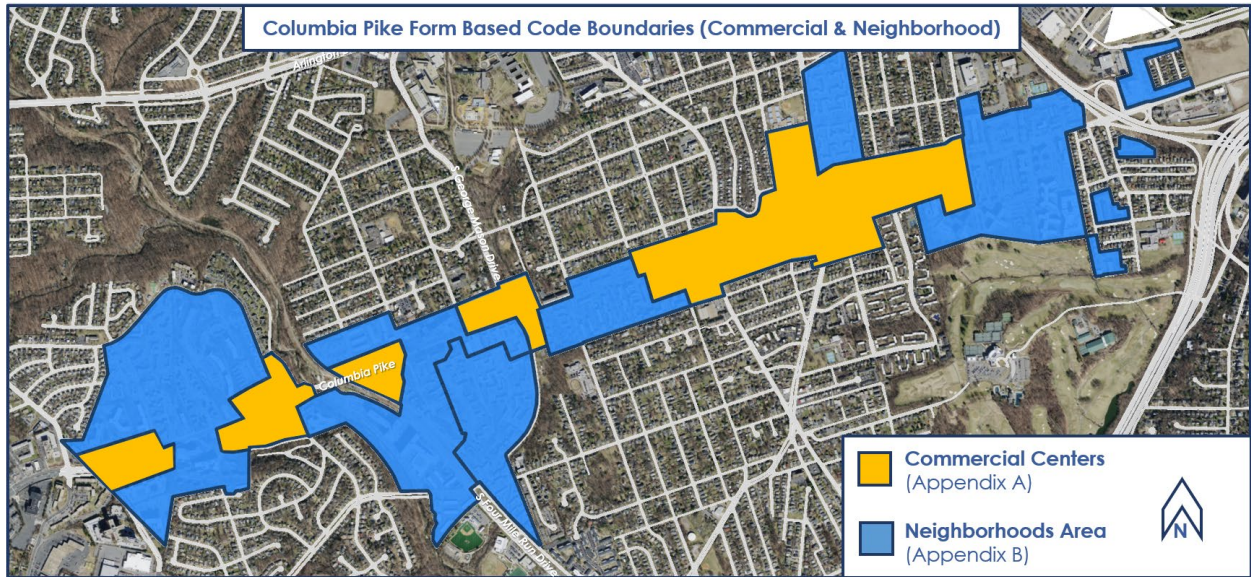 Columbia Pike Form Based Code Boundaries (Commercial & Neighborhood)
Arlington
S George Mason Drive
Columbia Pike
S Four Mile Run Drive
Commercial Centers
(Appendix A)
Neighborhoods Area
(Appendix B)
N